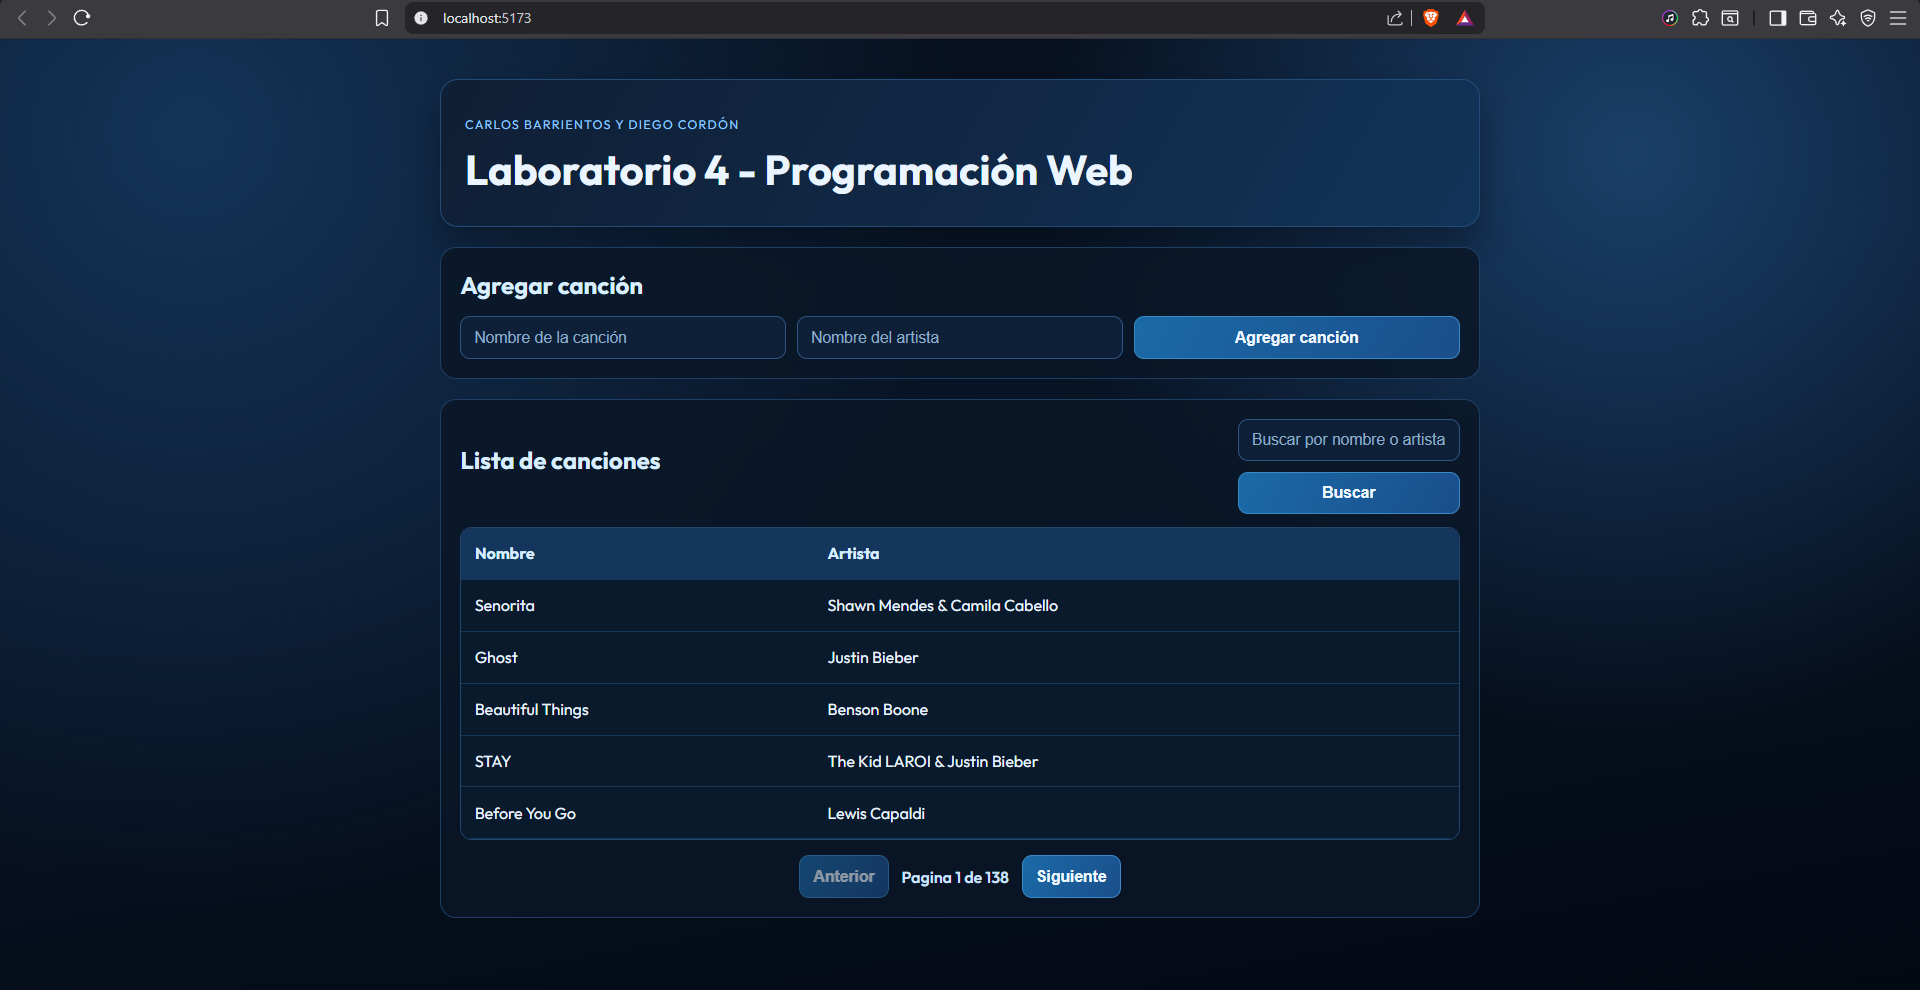 localhost:5173
CARLOS BARRIENTOS Y DIEGO CORDÓN
Laboratorio 4 - Programación Web
Agregar canción
Nombre de la canción
Nombre del artista
Agregar canción
Lista de canciones
Buscar por nombre o artista
Buscar
Nombre Artista
Senorita Shawn Mendes & Camila Cabello
Ghost Justin Bieber
Beautiful Things Benson Boone
STAY The Kid LAROI & Justin Bieber
Before You Go Lewis Capaldi
Anterior Pagina 1 de 138 Siguiente